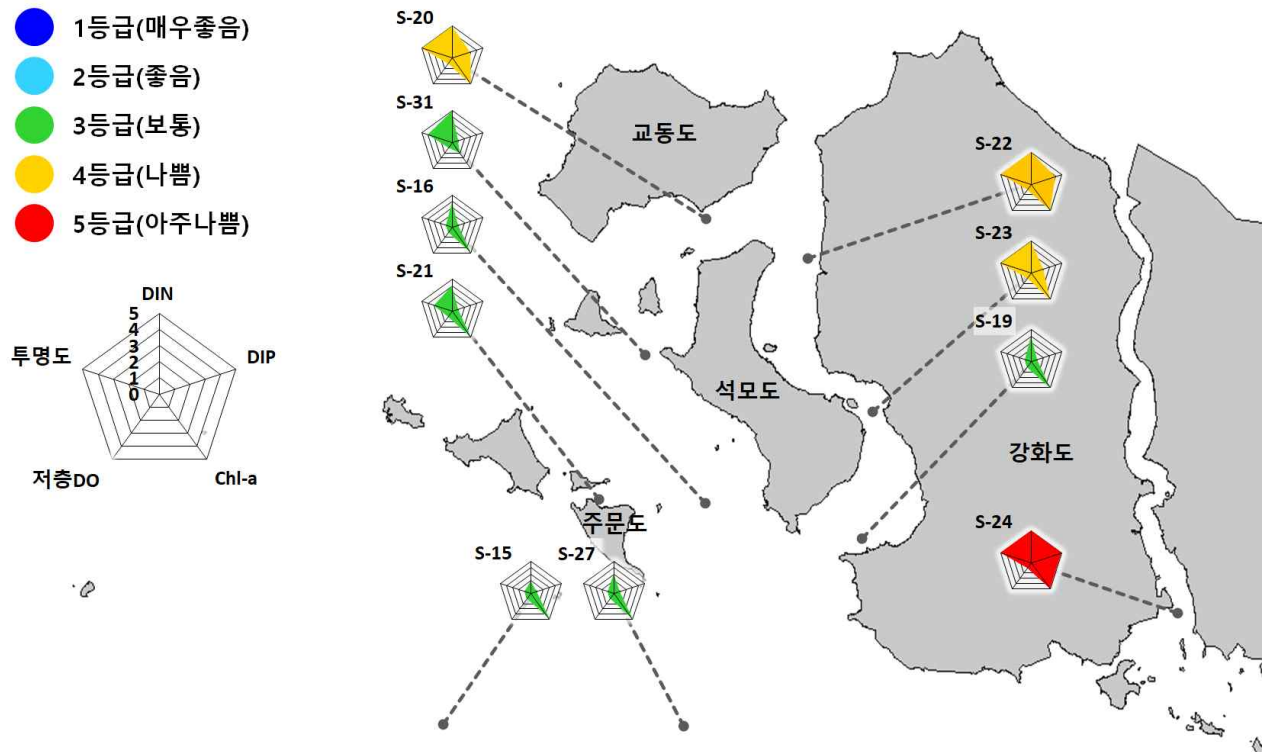 1등급(매우좋음)
2등급(좋음)
3등급(보통)
4등급(나쁨)
5등급(아주나쁨)
DIN
5
4
3
2
1
0
투명도
DIP
저층DO
Chl-a
S-20
S-31
S-16
S-21
S-15
S-27
S-22
S-23
S-19
S-24
교동도
석모도
강화도
주문도